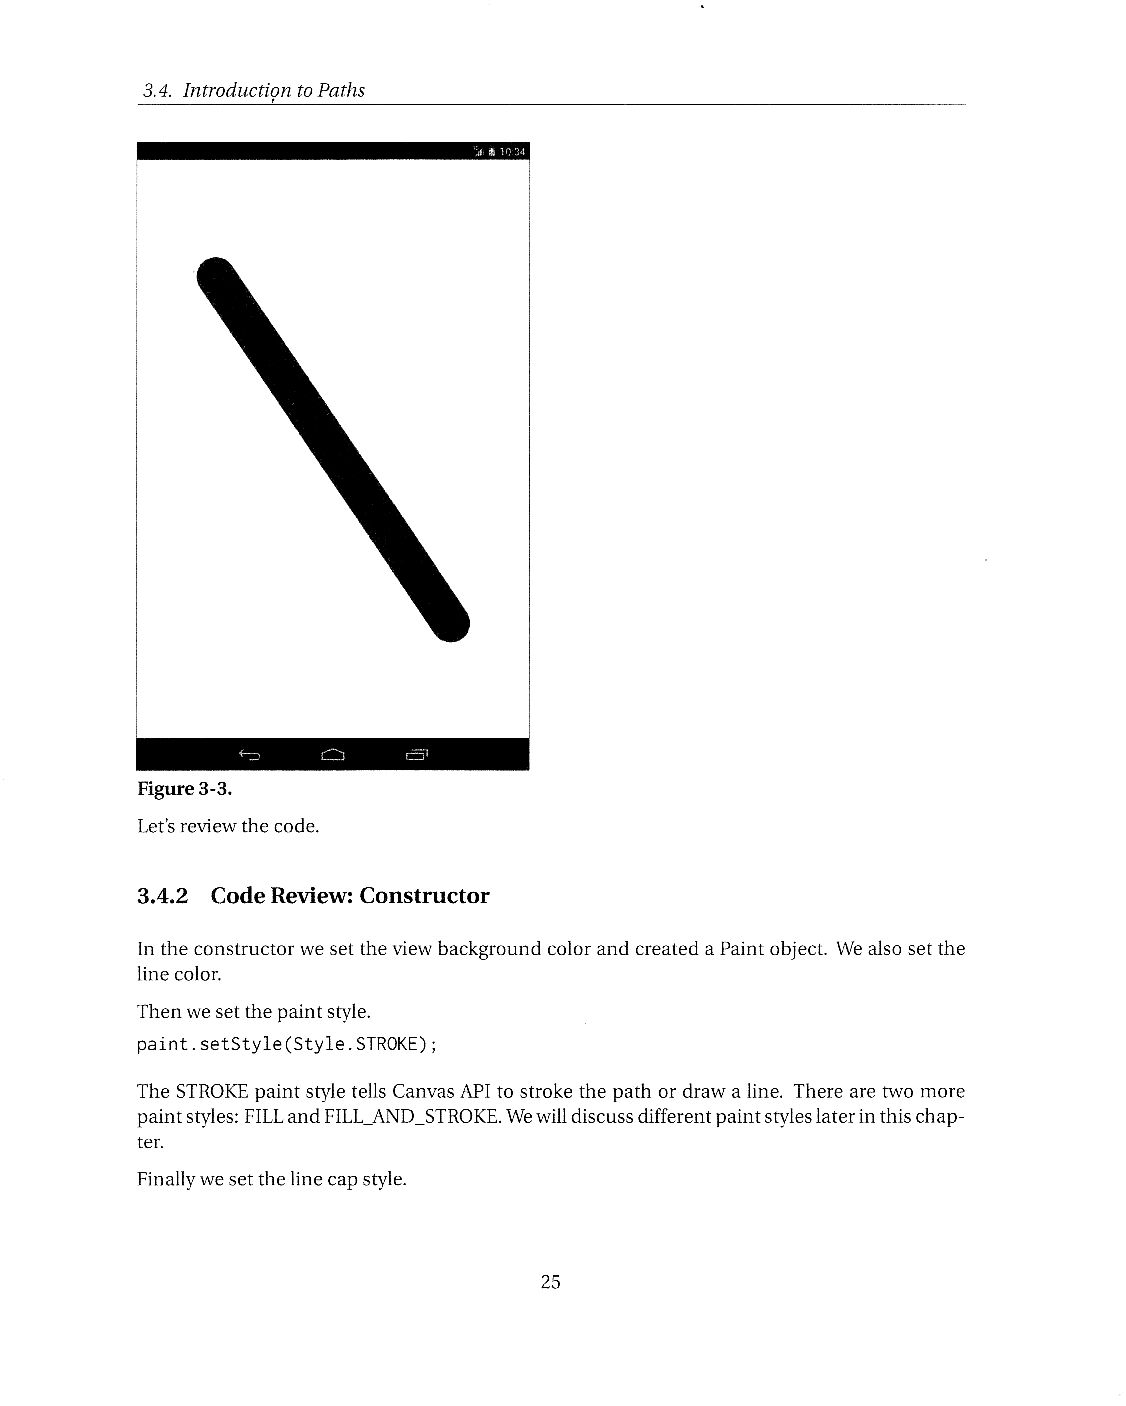 3.4. Introduction to Paths
10:34
Figure 3-3.
Let's review the code.
3.4.2 Code Review: Constructor
In the constructor we set the view background color and created a Paint object. We also set the
line color.
Then we set the paint style.
paint.setStyle(Style.STROKE);
The STROKE paint style tells Canvas API to stroke the path or draw a line. There are two more
paint styles: FILL and FILL_AND_STROKE. We will discuss different paint styles later in this chap-
ter.
Finally we set the line cap style.
25